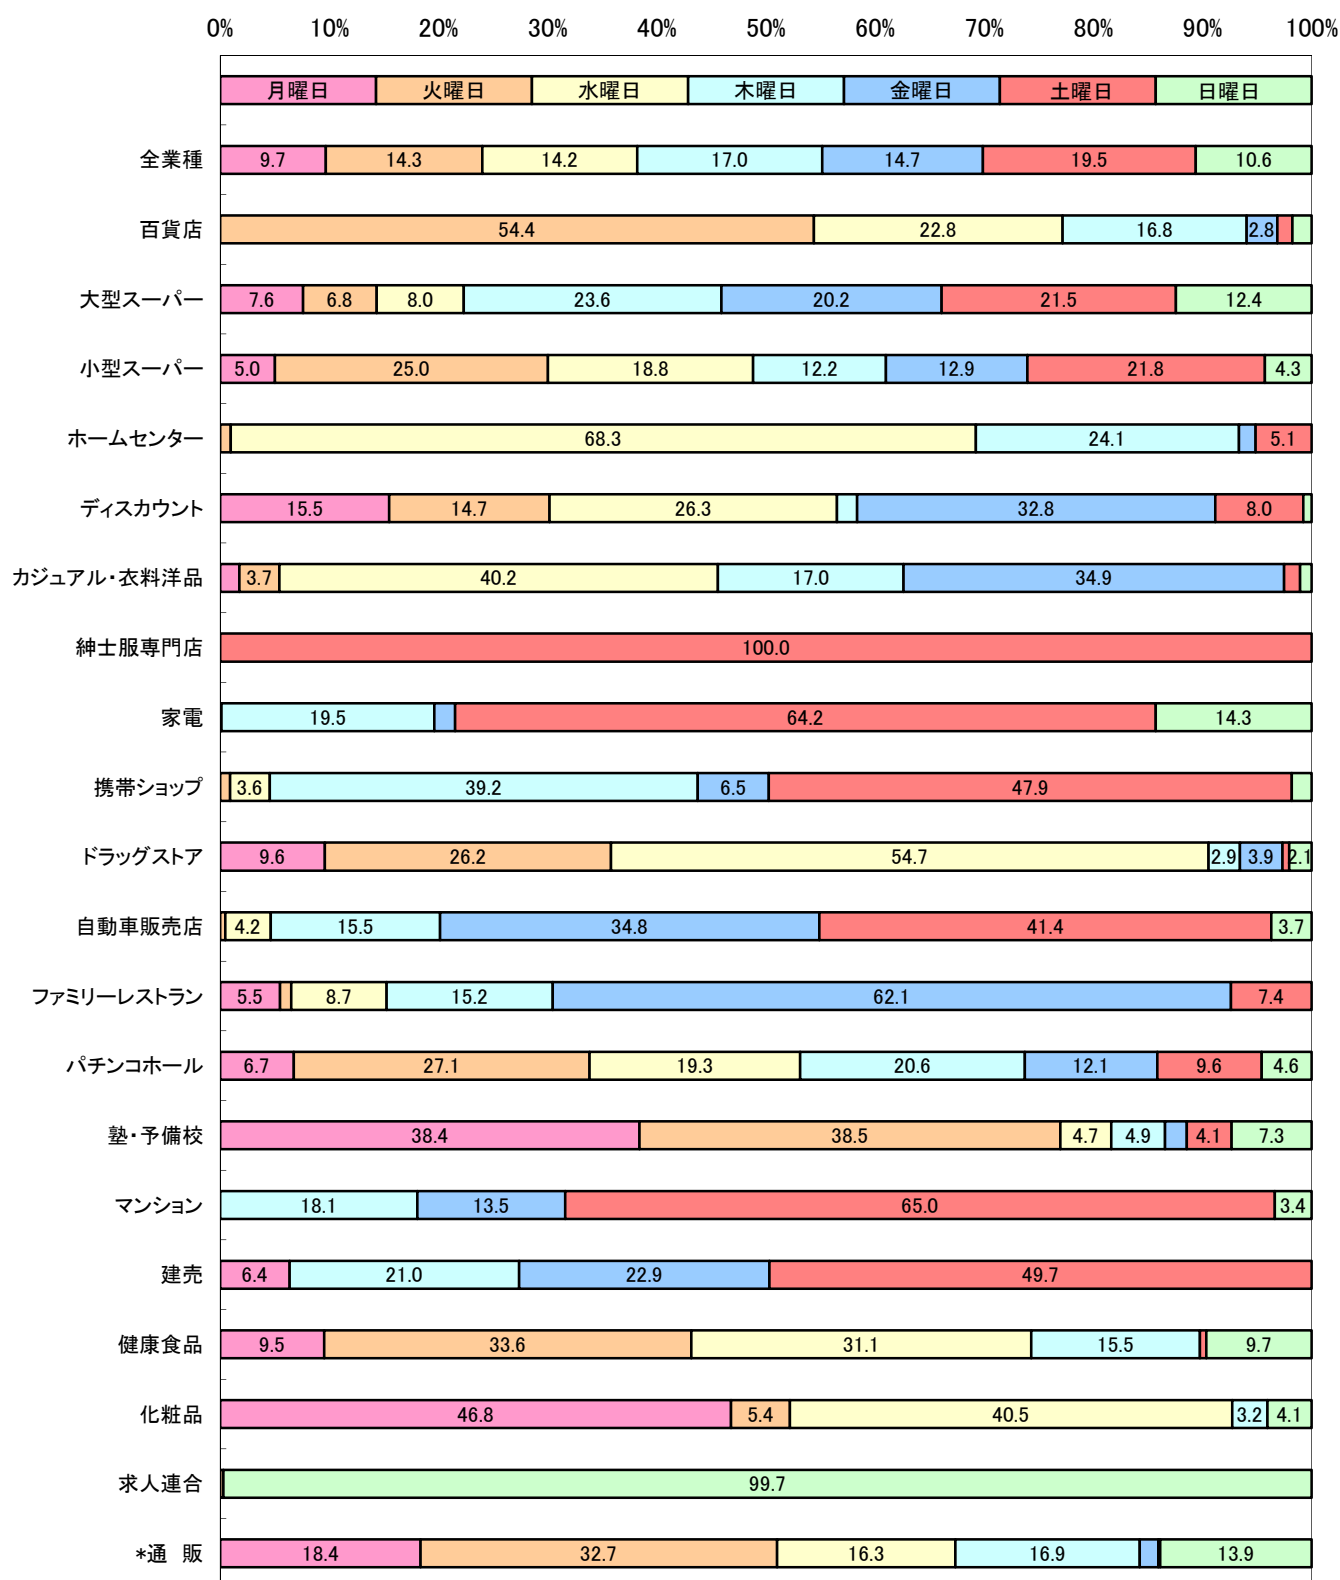 0% 10% 20% 30% 40% 50% 60% 70% 80% 90% 100%
月曜日 火曜日 水曜日 木曜日 金曜日 土曜日 日曜日
全業種 9.7 14.3 14.2 17.0 14.7 19.5 10.6
百貨店 54.4 22.8 16.8 2.8
大型スーパー 7.6 6.8 8.0 23.6 20.2 21.5 12.4
小型スーパー 5.0 25.0 18.8 12.2 12.9 21.8 4.3
ホームセンター 68.3 24.1 5.1
ディスカウント 15.5 14.7 26.3 32.8 8.0
カジュアル・衣料洋品 3.7 40.2 17.0 34.9
紳士服専門店 100.0
家電 19.5 64.2 14.3
携帯ショップ 3.6 39.2 6.5 47.9
ドラッグストア 9.6 26.2 54.7 2.9 3.9 2.1
自動車販売店 4.2 15.5 34.8 41.4 3.7
ファミリーレストラン 5.5 8.7 15.2 62.1 7.4
パチンコホール 6.7 27.1 19.3 20.6 12.1 9.6 4.6
塾・予備校 38.4 38.5 4.7 4.9 4.1 7.3
マンション 18.1 13.5 65.0 3.4
建売 6.4 21.0 22.9 49.7
健康食品 9.5 33.6 31.1 15.5 9.7
化粧品 46.8 5.4 40.5 3.2 4.1
求人連合 99.7
*通　販 18.4 32.7 16.3 16.9 13.9